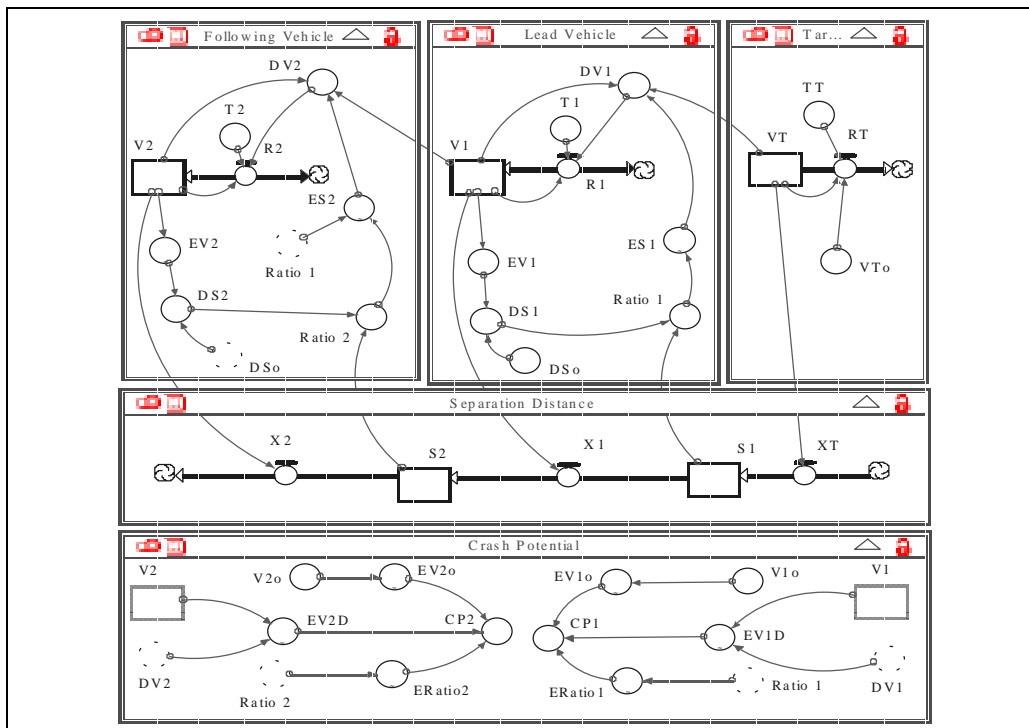 Following Vehicle
Lead Vehicle
Tar...
DV2
T2
V2
R2
ES2
EV2
Ratio 1
DS2
Ratio 2
DSo
DV1
T1
V1
R1
ES1
EV1
Ratio 1
DS1
DSo
TT
VT
RT
VTo
Separation Distance
X2
S2
X1
S1
XT
Crash Potential
V2
V2o
EV2o
EV2D
CP2
DV2
Ratio 2
ERatio2
EV1o
V1o
V1
CP1
EV1D
ERatio1
Ratio 1
DV1